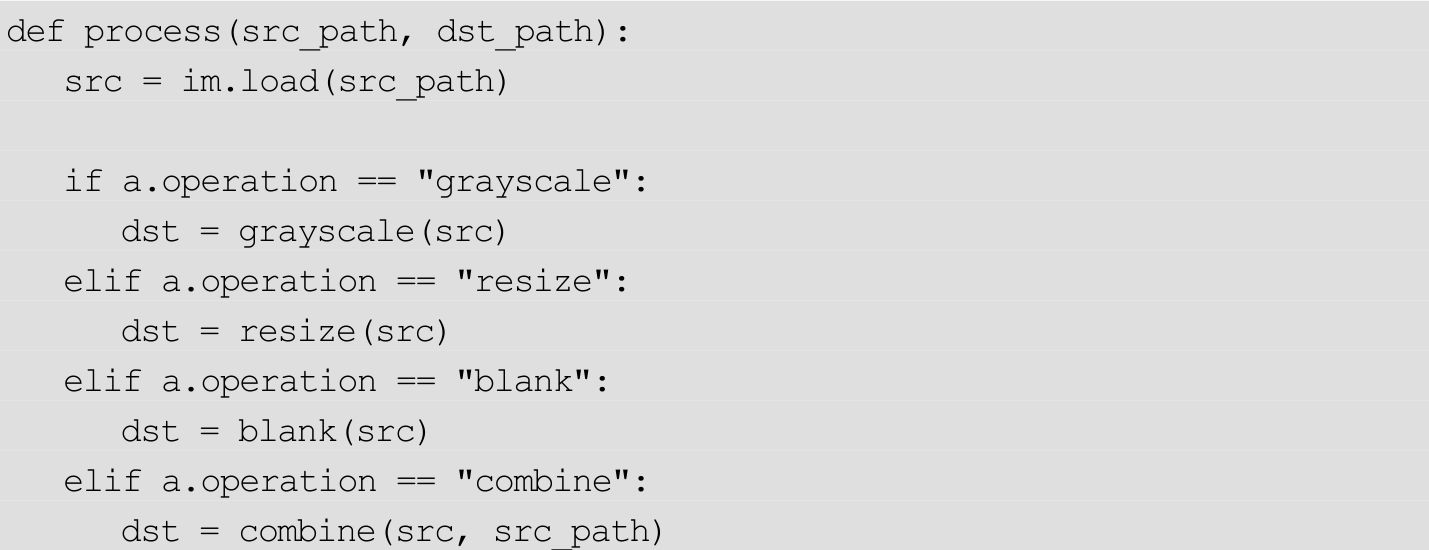 def process(src_path, dst_path):
   src = im.load(src_path)

   if a.operation == "grayscale":
      dst = grayscale(src)
   elif a.operation == "resize":
      dst = resize(src)
   elif a.operation == "blank":
      dst = blank(src)
   elif a.operation == "combine":
      dst = combine(src, src_path)